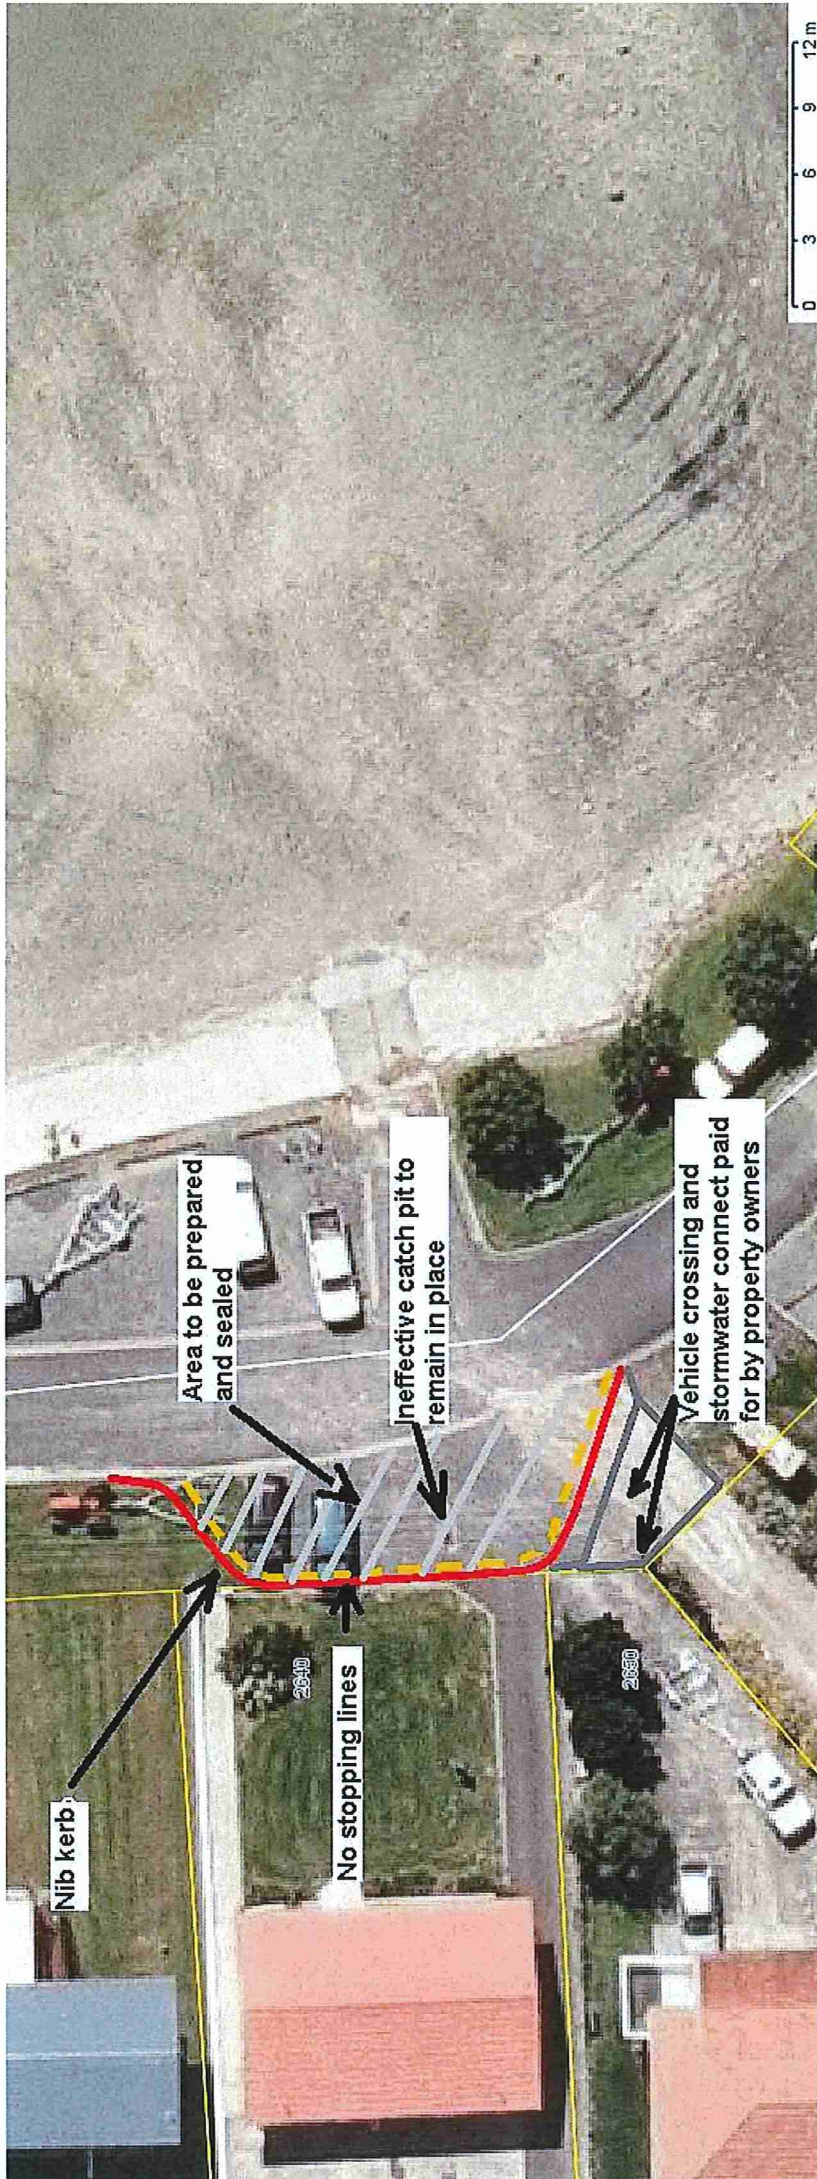 Nib kerb
No stopping lines
Area to be prepared
and sealed
Ineffective catch pit to
remain in place
Vehicle crossing and
stormwater connect paid
for by property owners
2640
2630
0 3 6 9 12 m